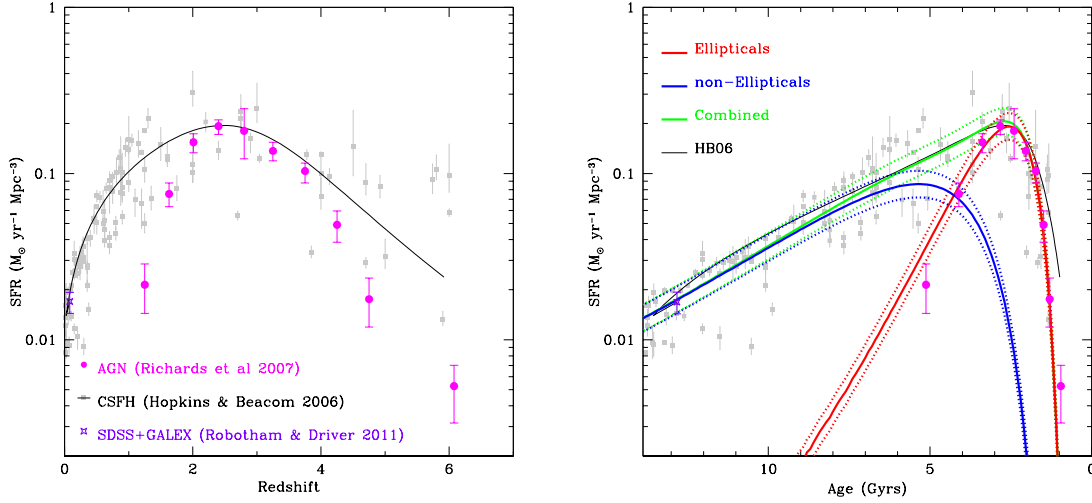 1
0.1
0.01
SFR (M⊙ yr⁻¹ Mpc⁻³)
AGN (Richards et al 2007)
CSFH (Hopkins & Beacom 2006)
SDSS+GALEX (Robotham & Driver 2011)
0 2 4 6
Redshift
1
0.1
0.01
SFR (M⊙ yr⁻¹ Mpc⁻³)
Ellipticals
non-Ellipticals
Combined
HB06
10 5 0
Age (Gyrs)